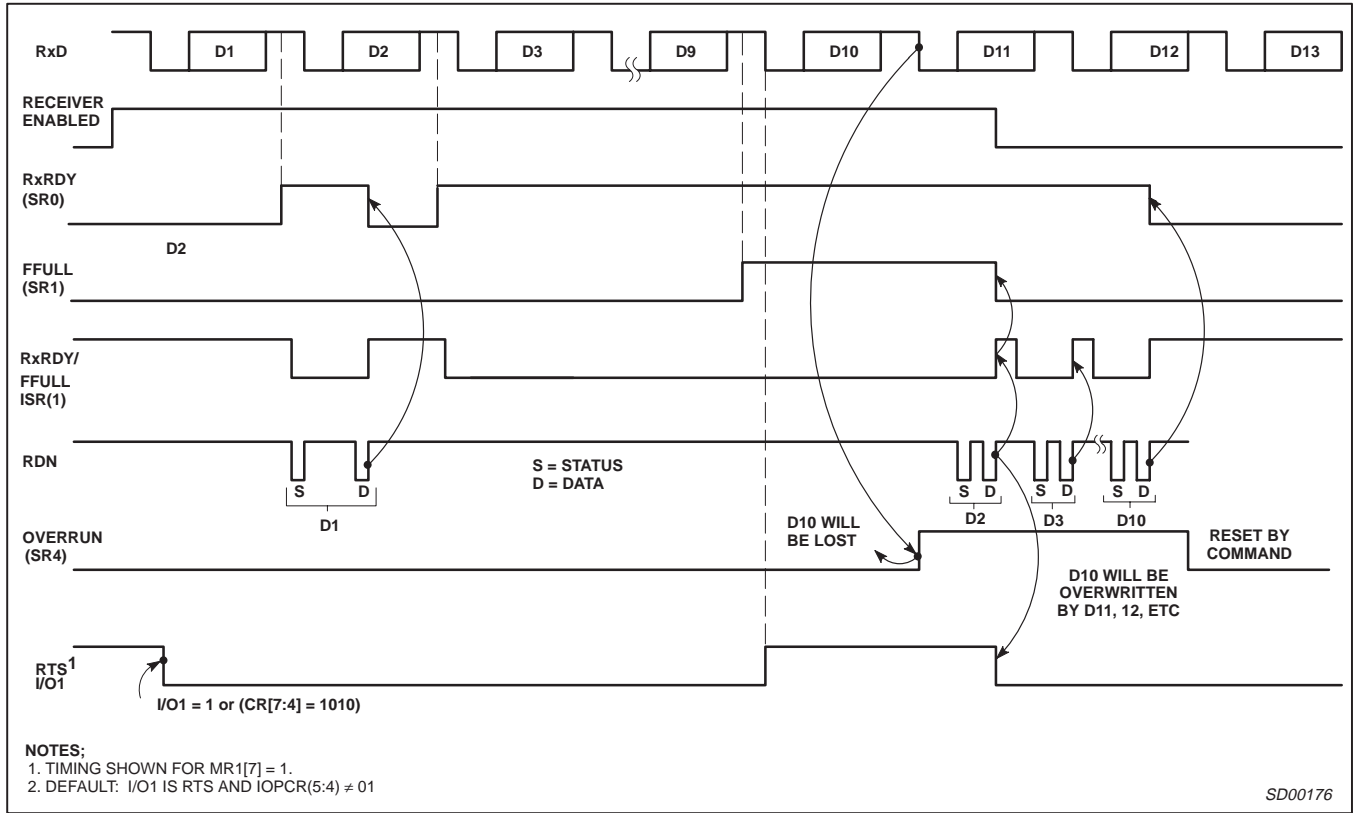 RxD D1 D2 D3 D9 D10 D11 D12 D13
RECEIVER
ENABLED
RxRDY
(SR0)
D2
FFULL
(SR1)
RxRDY/
FFULL
ISR(1)
RDN
S D
D1
S = STATUS
D = DATA
S D S D S D
D2 D3 D10
OVERRUN
(SR4)
D10 WILL
BE LOST
RESET BY
COMMAND
D10 WILL BE
OVERWRITTEN
BY D11, 12, ETC
RTS1
I/O1
I/O1 = 1 or (CR[7:4] = 1010)
NOTES;
1. TIMING SHOWN FOR MR1[7] = 1.
2. DEFAULT: I/O1 IS RTS AND IOPCR(5:4) ≠ 01
SD00176